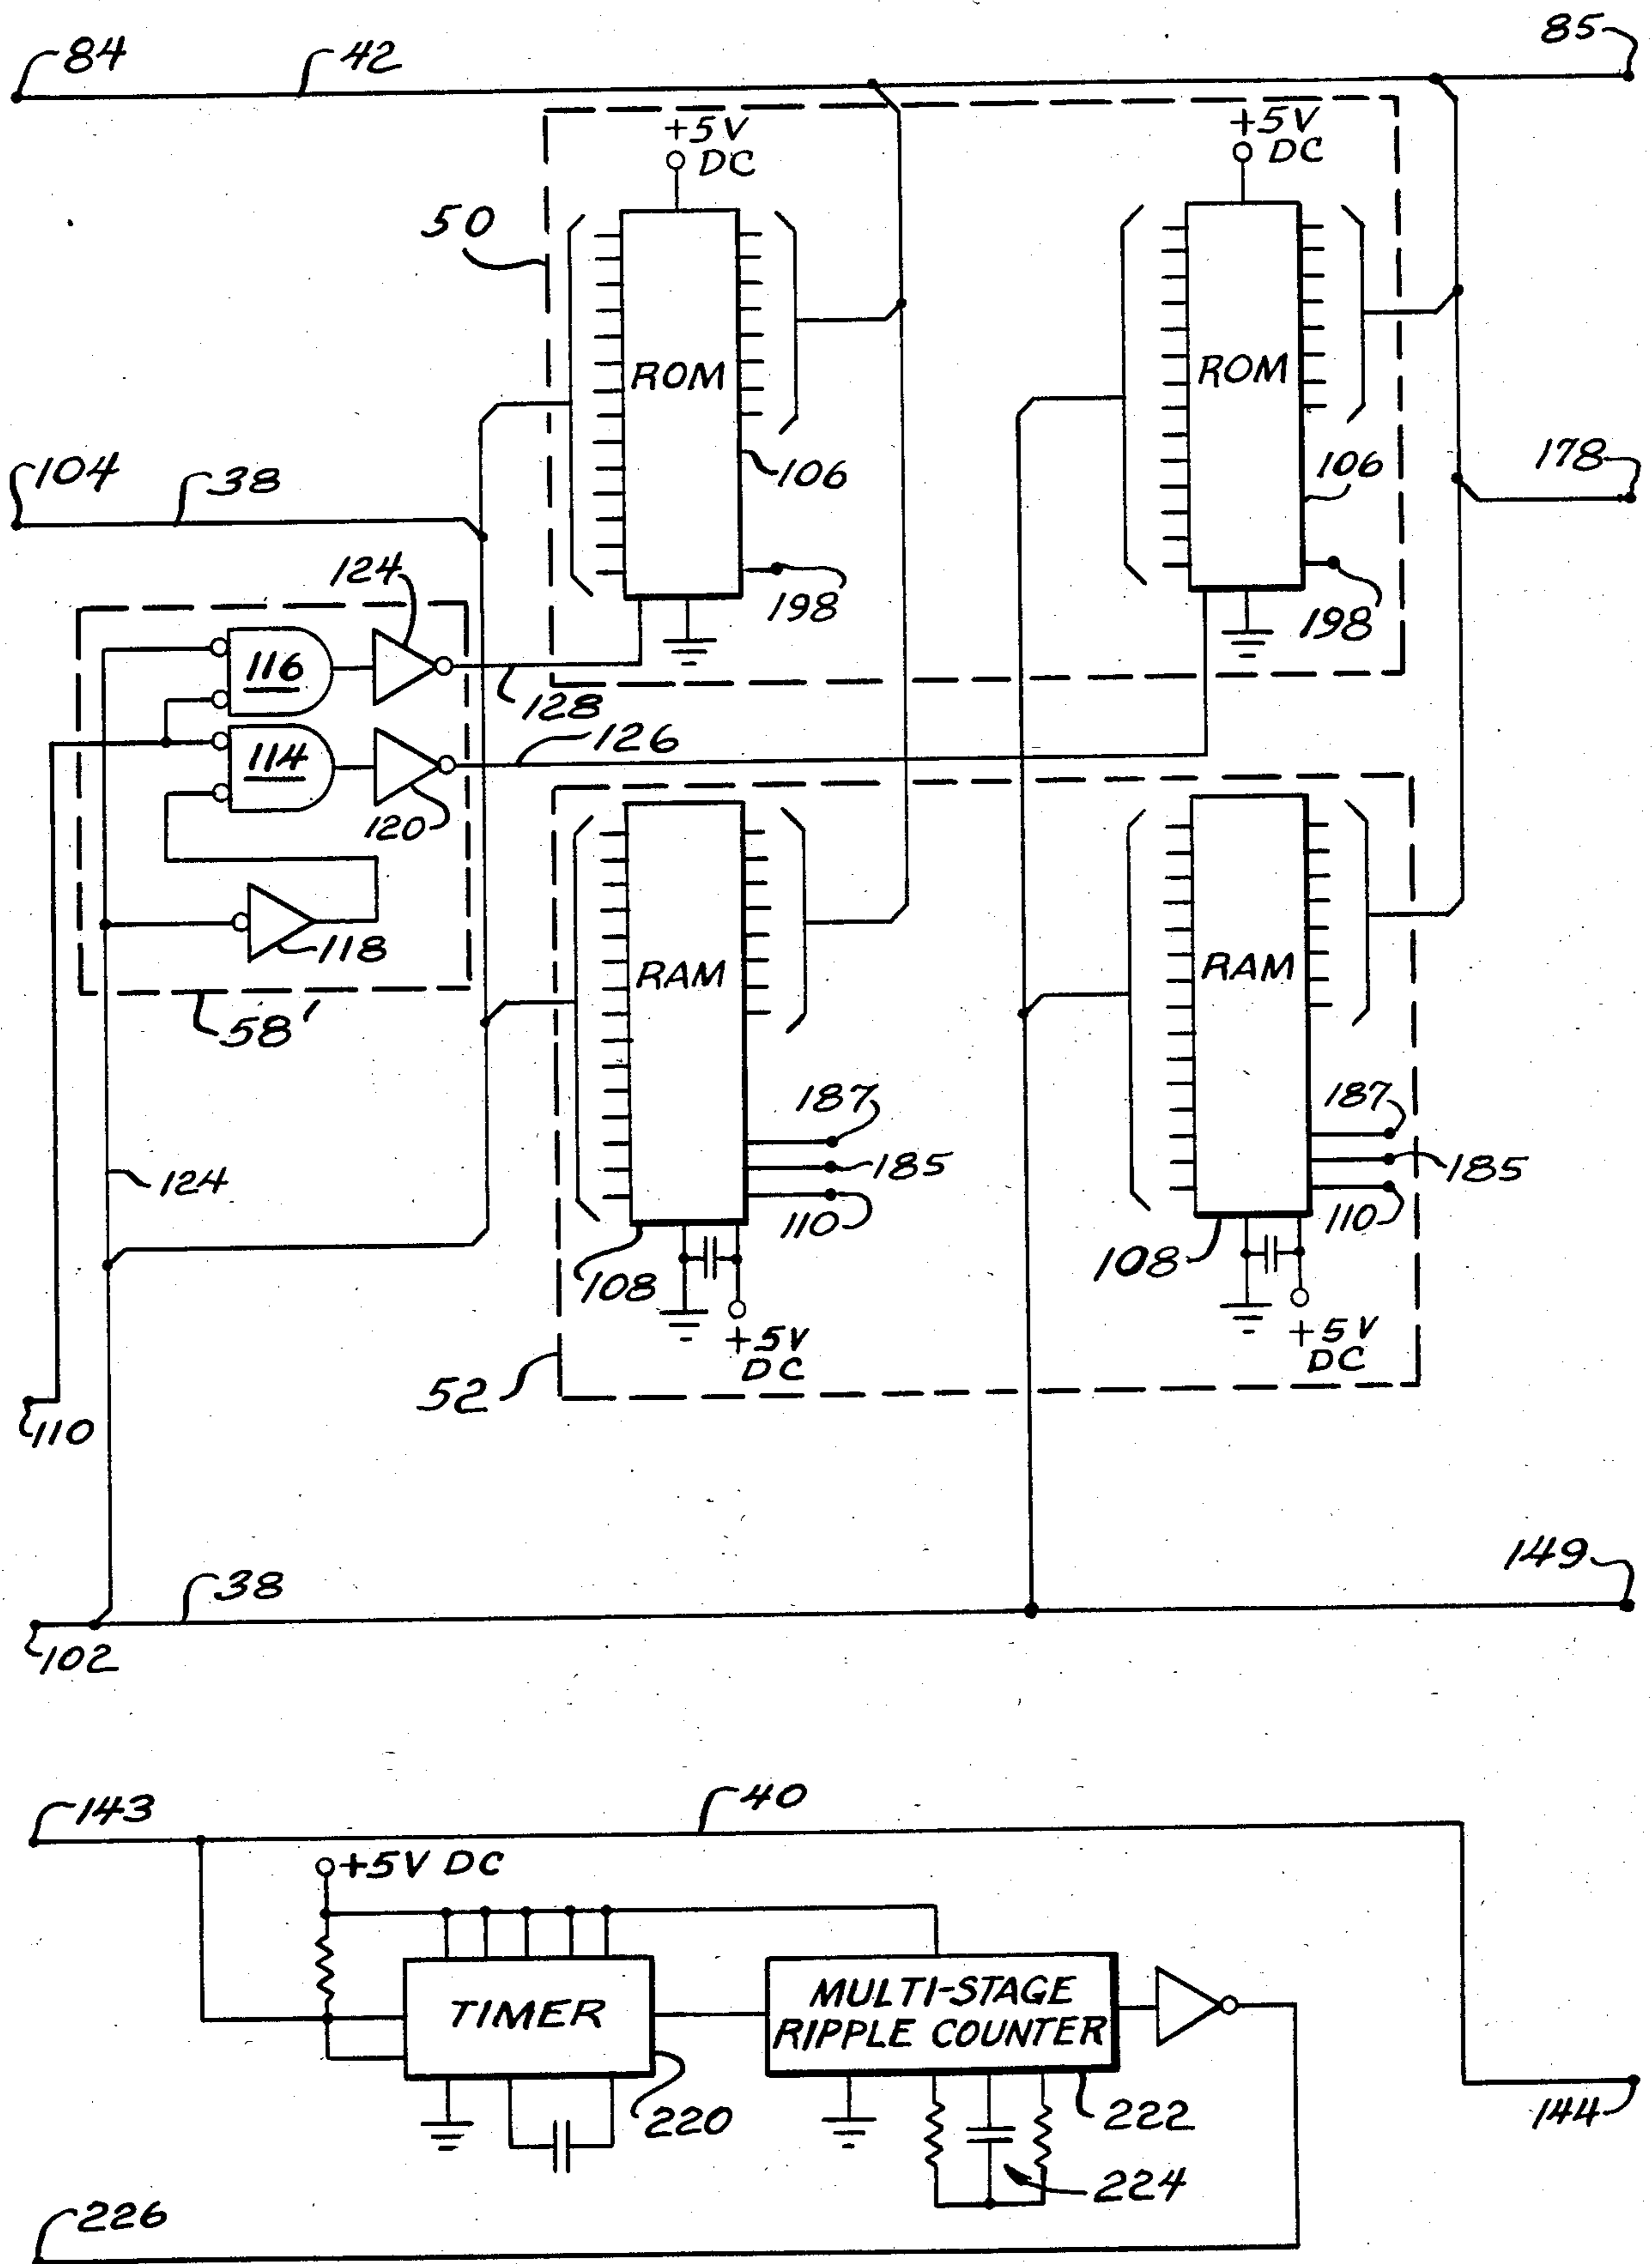 84
42
85
+5V
DC
+5V
DC
50
ROM
ROM
104
38
106
106
178
124
198
198
116
128
114
126
120
118
RAM
RAM
58'
187
187
124
185
185
110
110
108
108
+5V
DC
+5V
DC
52
110
38
149
102
143
40
+5V DC
TIMER
MULTI-STAGE
RIPPLE COUNTER
220
222
144
224
226